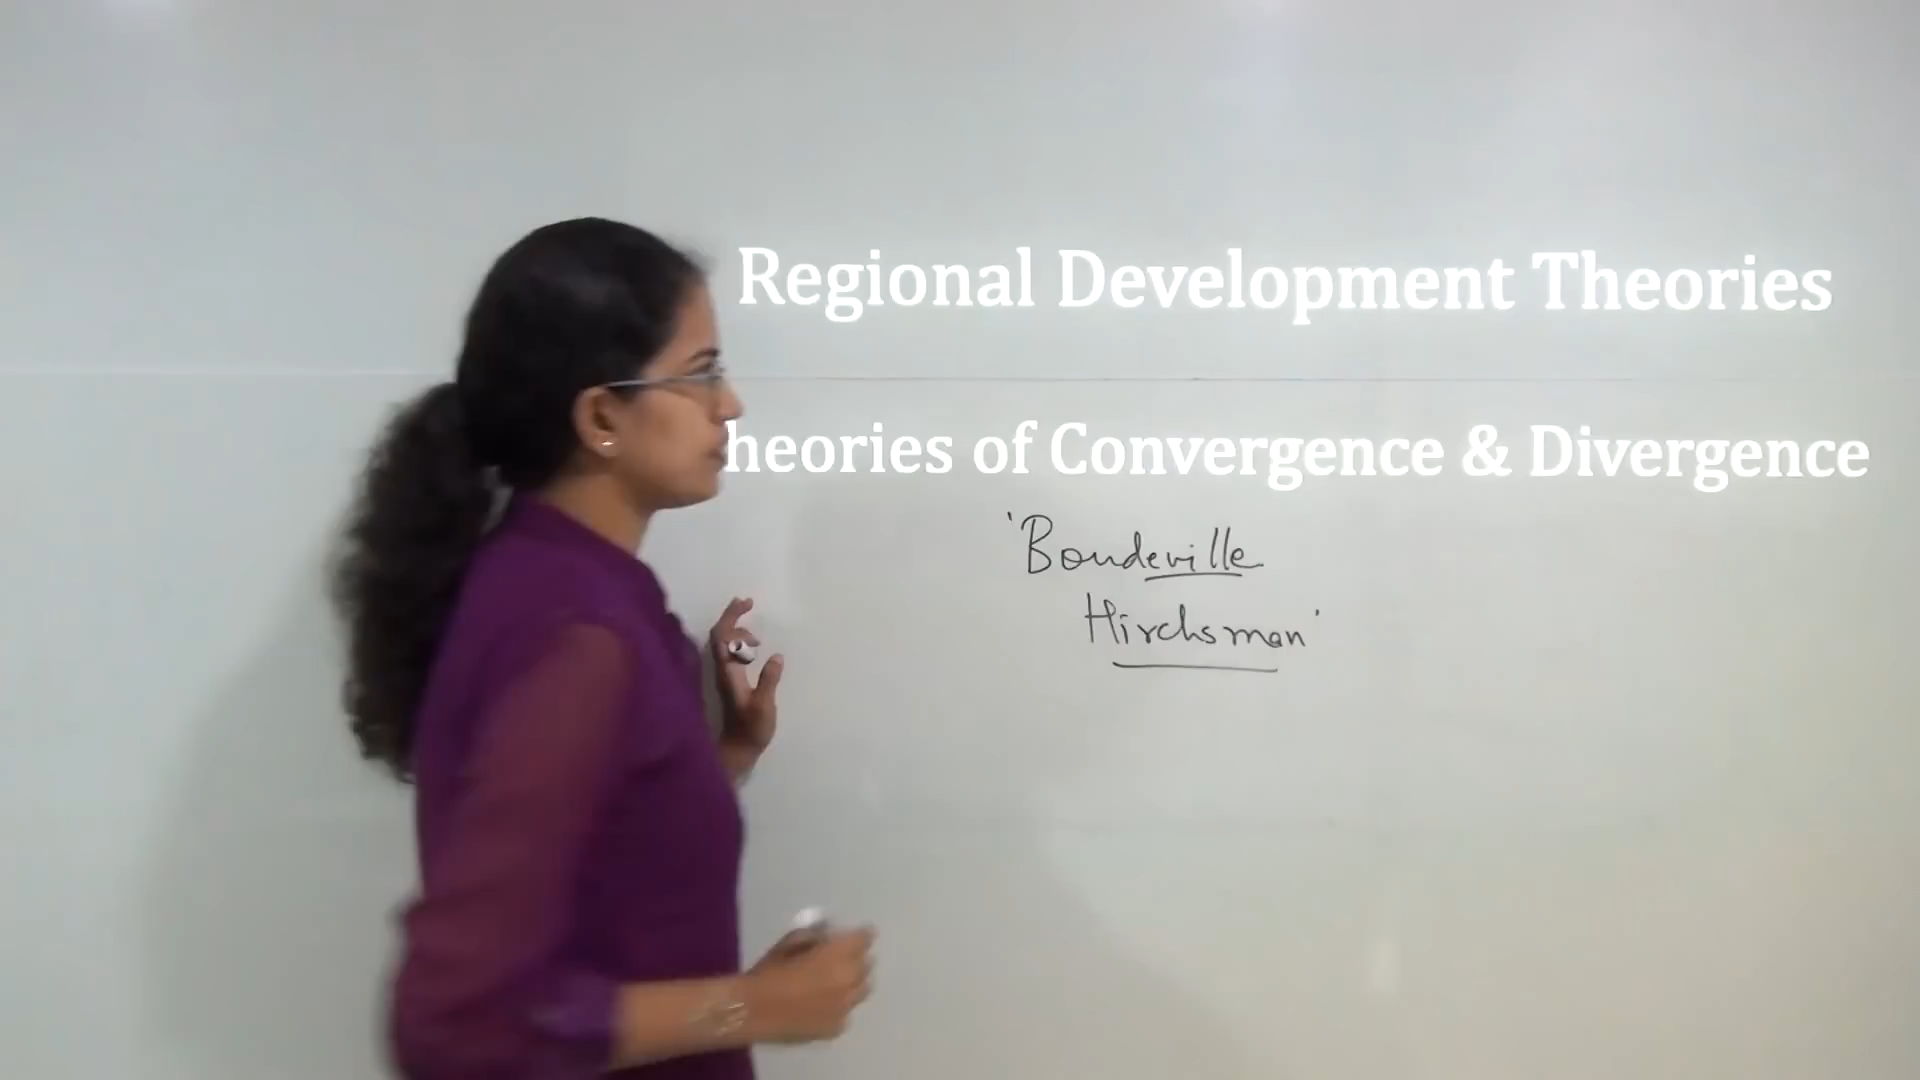 Regional Development Theories
heories of Convergence & Divergence
'Boudeville
Hirchsman'